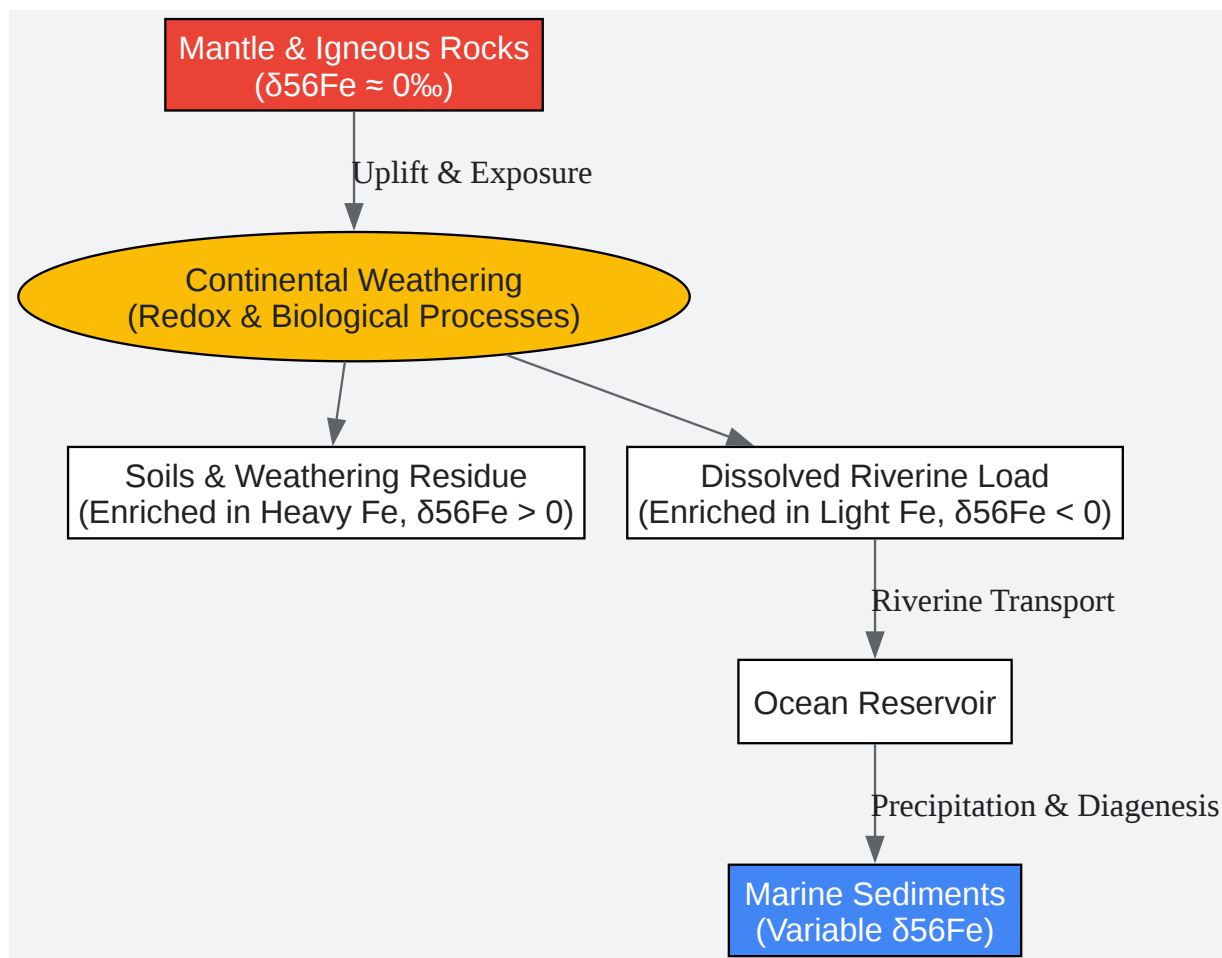 Mantle & Igneous Rocks
(δ56Fe ≈ 0‰)
Uplift & Exposure
Continental Weathering
(Redox & Biological Processes)
Soils & Weathering Residue
(Enriched in Heavy Fe, δ56Fe > 0)
Dissolved Riverine Load
(Enriched in Light Fe, δ56Fe < 0)
Riverine Transport
Ocean Reservoir
Precipitation & Diagenesis
Marine Sediments
(Variable δ56Fe)